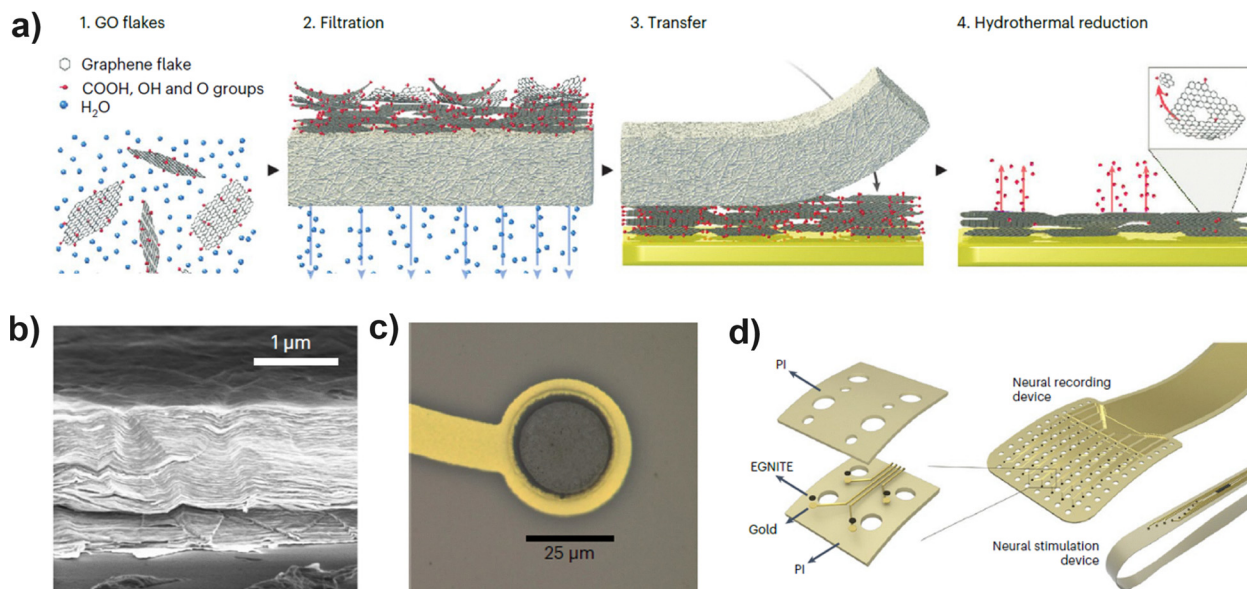 a)
1. GO flakes
2. Filtration
3. Transfer
4. Hydrothermal reduction
Graphene flake
COOH, OH and O groups
H₂O
b)
1 μm
c)
25 μm
d)
PI
EGNITE
Gold
PI
Neural recording
device
Neural stimulation
device